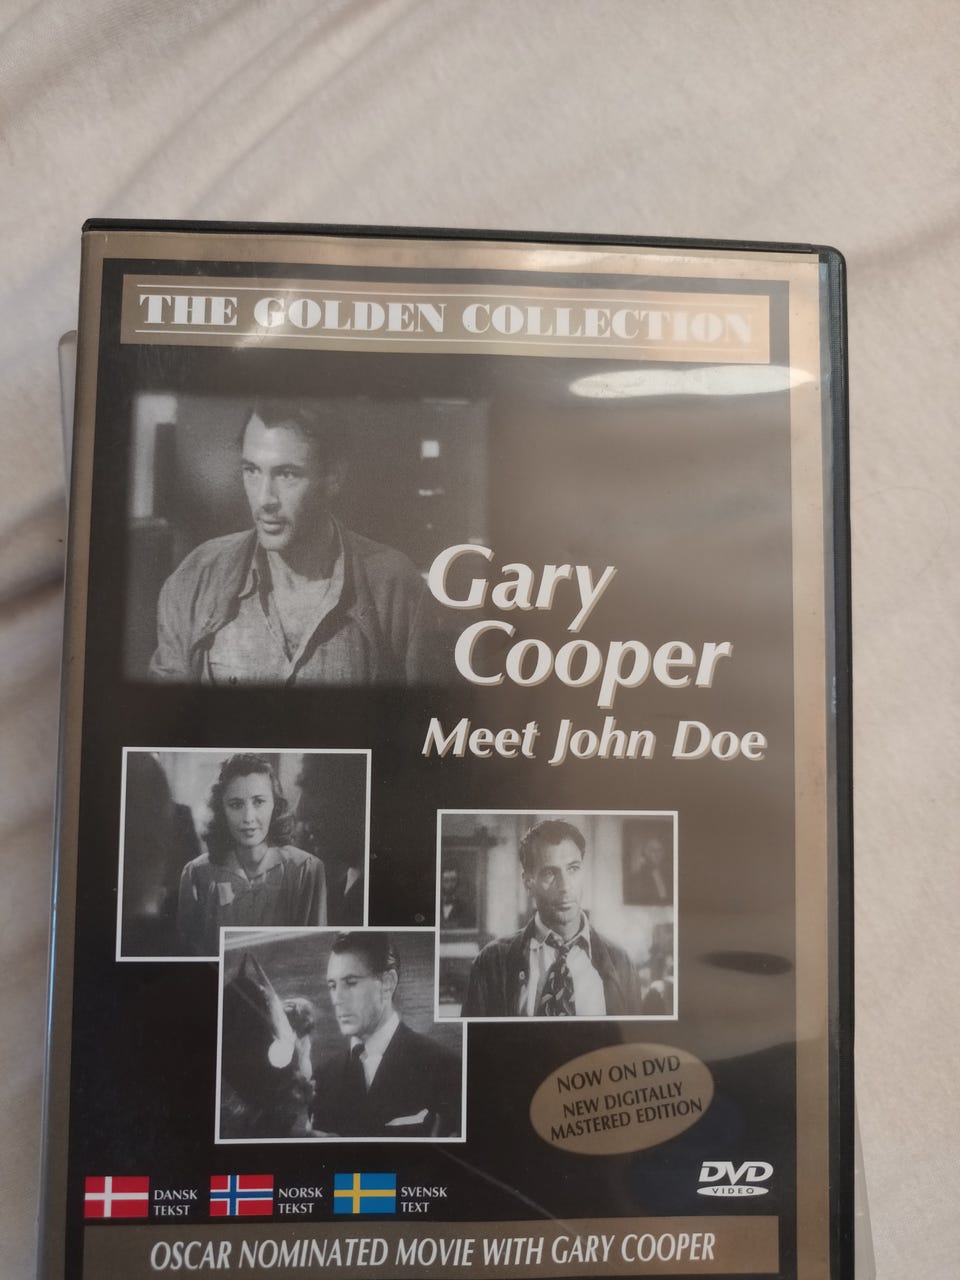 THE GOLDEN COLLECTION
Gary
Cooper
Meet John Doe
NOW ON DVD
NEW DIGITALLY
MASTERED EDITION
DANSK
TEKST
NORSK
TEKST
SVENSK
TEXT
DVD
VIDEO
OSCAR NOMINATED MOVIE WITH GARY COOPER